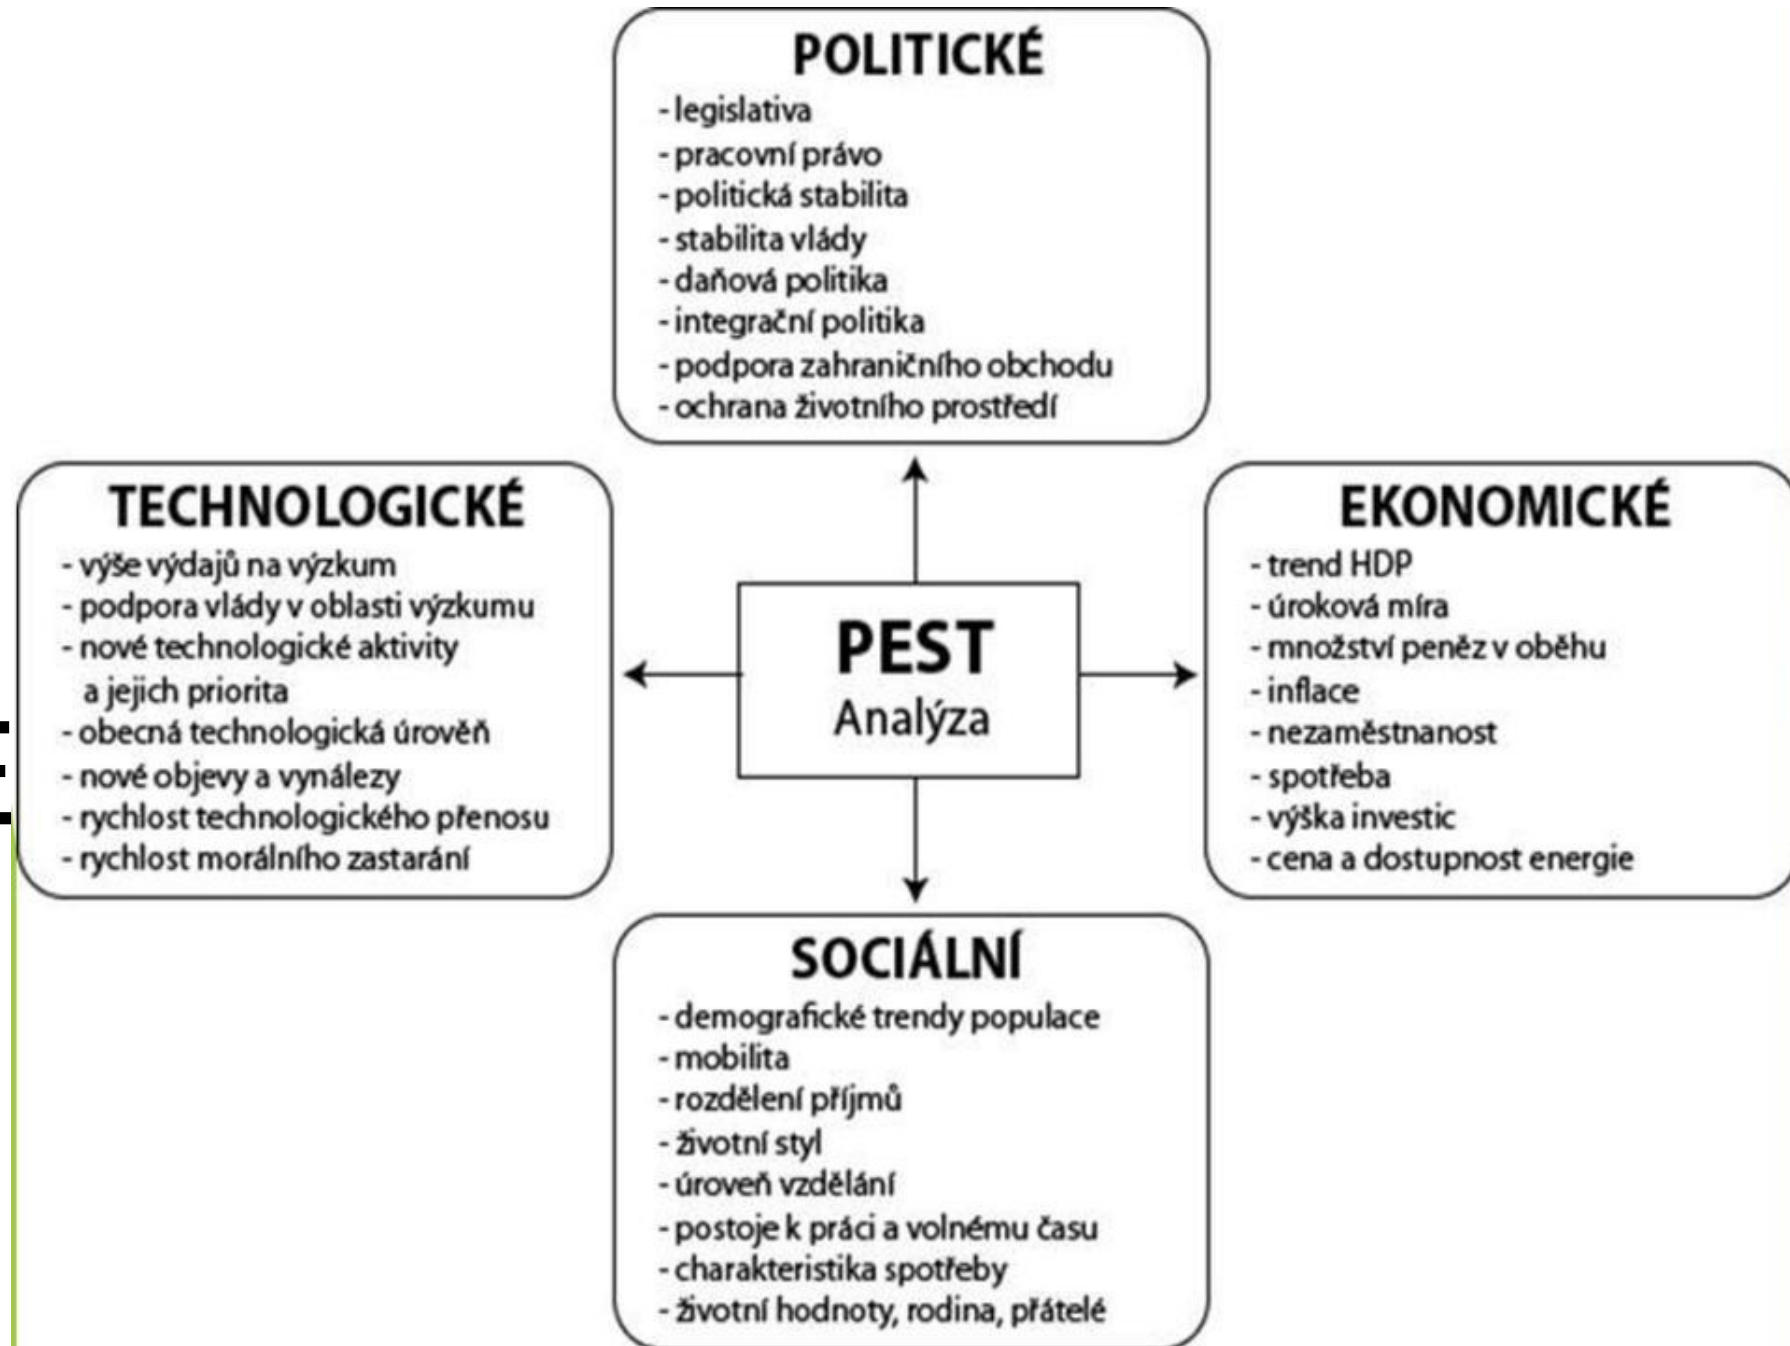 POLITICKÉ
- legislativa
- pracovní právo
- politická stabilita
- stabilita vlády
- daňová politika
- integrační politika
- podpora zahraničního obchodu
- ochrana životního prostředí
TECHNOLOGICKÉ
- výše výdajů na výzkum
- podpora vlády v oblasti výzkumu
- nové technologické aktivity
a jejich priorita
- obecná technologická úrověň
- nové objevy a vynálezy
- rychlost technologického přenosu
- rychlost morálního zastarání
PEST
Analýza
EKONOMICKÉ
- trend HDP
- úroková míra
- množství peněz v oběhu
- inflace
- nezaměstnanost
- spotřeba
- výška investic
- cena a dostupnost energie
SOCIÁLNÍ
- demografické trendy populace
- mobilita
- rozdělení příjmů
- životní styl
- úroveň vzdělání
- postoje k práci a volnému času
- charakteristika spotřeby
- životní hodnoty, rodina, přátelé